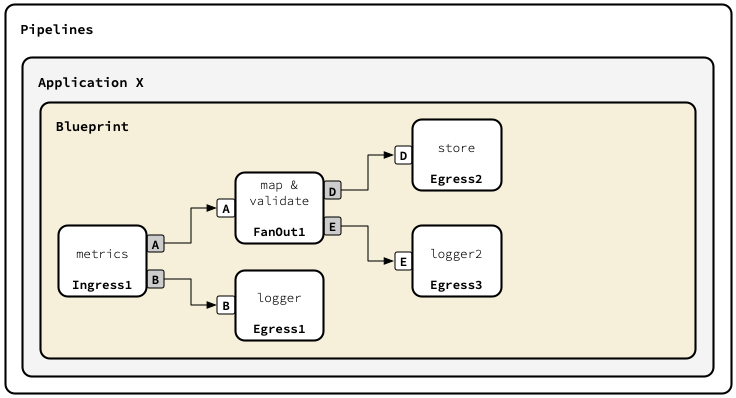 Pipelines
Application X
Blueprint
metrics
Ingress1
A
B
A
map &
validate
FanOut1
D
E
B
logger
Egress1
D
store
Egress2
E
logger2
Egress3